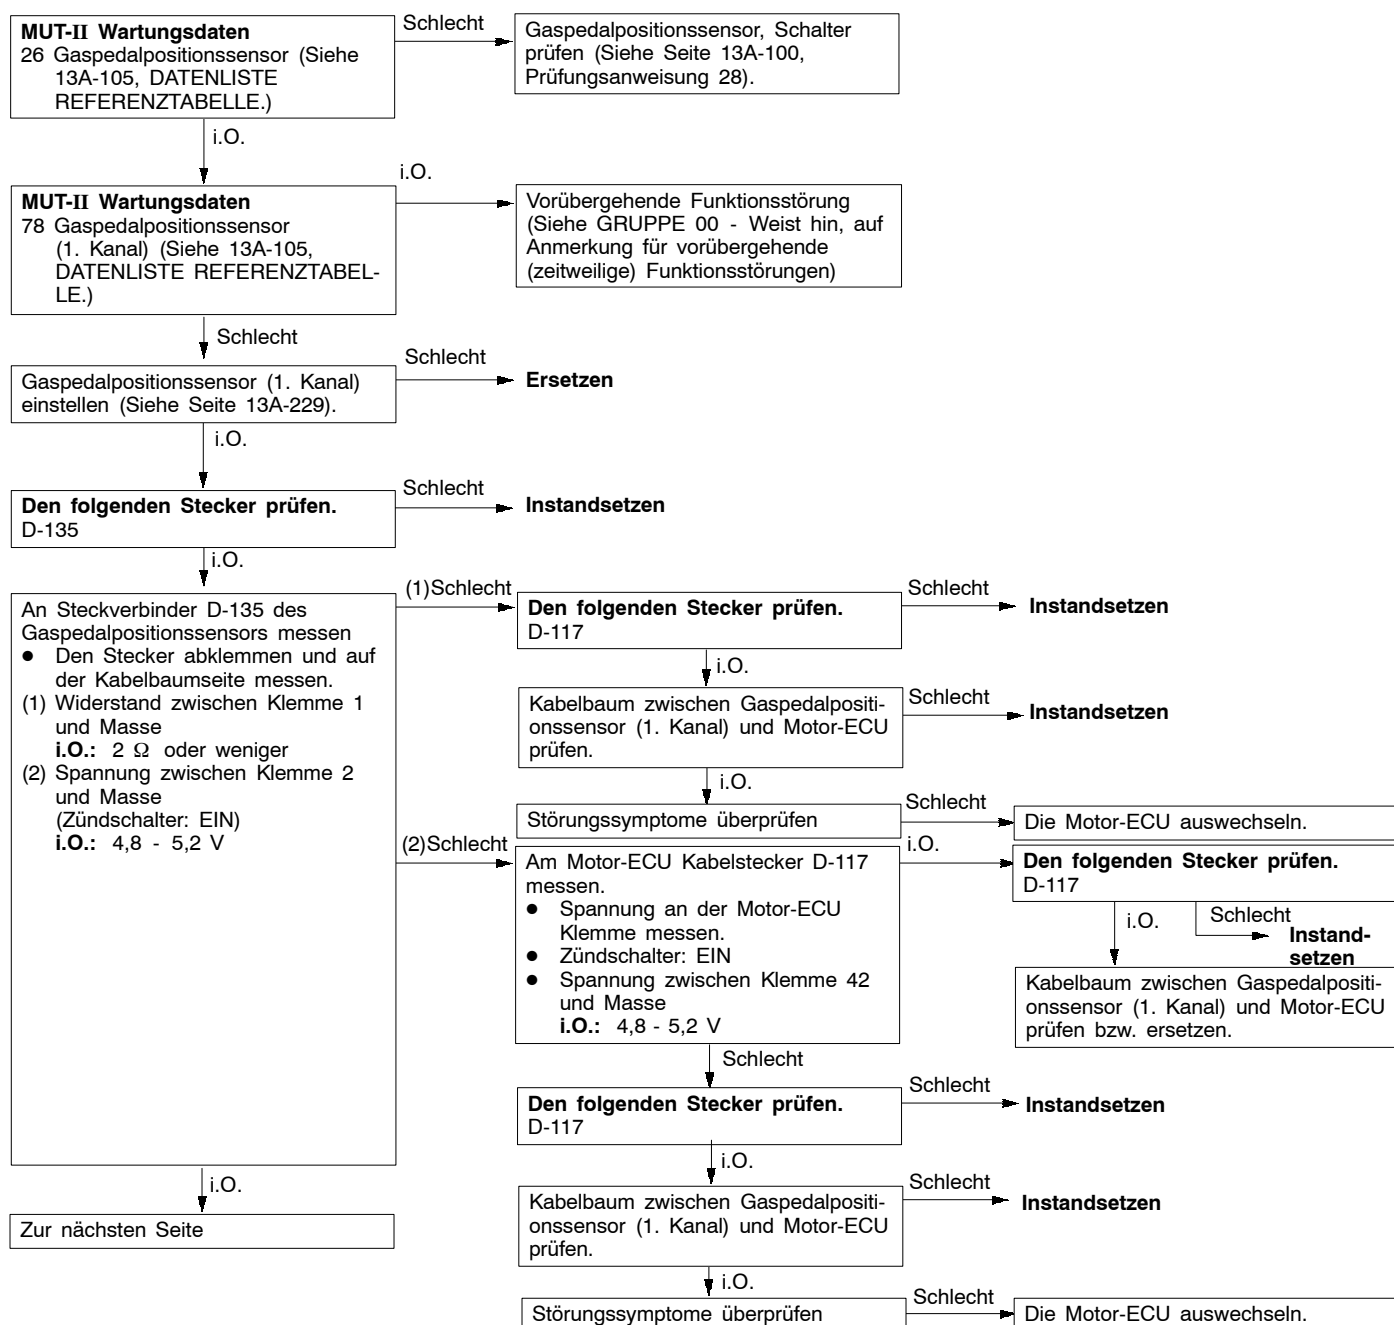 MUT-II Wartungsdaten
26 Gaspedalpositionssensor (Siehe
13A-105, DATENLISTE
REFERENZTABELLE.)
Schlecht
Gaspedalpositionssensor, Schalter
prüfen (Siehe Seite 13A-100,
Prüfungsanweisung 28).
i.O.
MUT-II Wartungsdaten
78 Gaspedalpositionssensor
(1. Kanal) (Siehe 13A-105,
DATENLISTE REFERENZTABEL-
LE.)
i.O.
Vorübergehende Funktionsstörung
(Siehe GRUPPE 00 - Weist hin, auf
Anmerkung für vorübergehende
(zeitweilige) Funktionsstörungen)
Schlecht
Gaspedalpositionssensor (1. Kanal)
einstellen (Siehe Seite 13A-229).
Schlecht
Ersetzen
i.O.
Den folgenden Stecker prüfen.
D-135
Schlecht
Instandsetzen
i.O.
An Steckverbinder D-135 des
Gaspedalpositionssensors messen
● Den Stecker abklemmen und auf
der Kabelbaumseite messen.
(1) Widerstand zwischen Klemme 1
und Masse
i.O.: 2 Ω oder weniger
(2) Spannung zwischen Klemme 2
und Masse
(Zündschalter: EIN)
i.O.: 4,8 - 5,2 V
(1)Schlecht
Den folgenden Stecker prüfen.
D-117
Schlecht
Instandsetzen
i.O.
Kabelbaum zwischen Gaspedalpositi-
onssensor (1. Kanal) und Motor-ECU
prüfen.
Schlecht
Instandsetzen
i.O.
Störungssymptome überprüfen
Schlecht
Die Motor-ECU auswechseln.
(2)Schlecht
Am Motor-ECU Kabelstecker D-117
messen.
● Spannung an der Motor-ECU
Klemme messen.
● Zündschalter: EIN
● Spannung zwischen Klemme 42
und Masse
i.O.: 4,8 - 5,2 V
i.O.
Den folgenden Stecker prüfen.
D-117
i.O.
Schlecht
Instand-
setzen
Kabelbaum zwischen Gaspedalpositi-
onssensor (1. Kanal) und Motor-ECU
prüfen bzw. ersetzen.
Schlecht
Den folgenden Stecker prüfen.
D-117
Schlecht
Instandsetzen
i.O.
Kabelbaum zwischen Gaspedalpositi-
onssensor (1. Kanal) und Motor-ECU
prüfen.
Schlecht
Instandsetzen
i.O.
Störungssymptome überprüfen
Schlecht
Die Motor-ECU auswechseln.
i.O.
Zur nächsten Seite